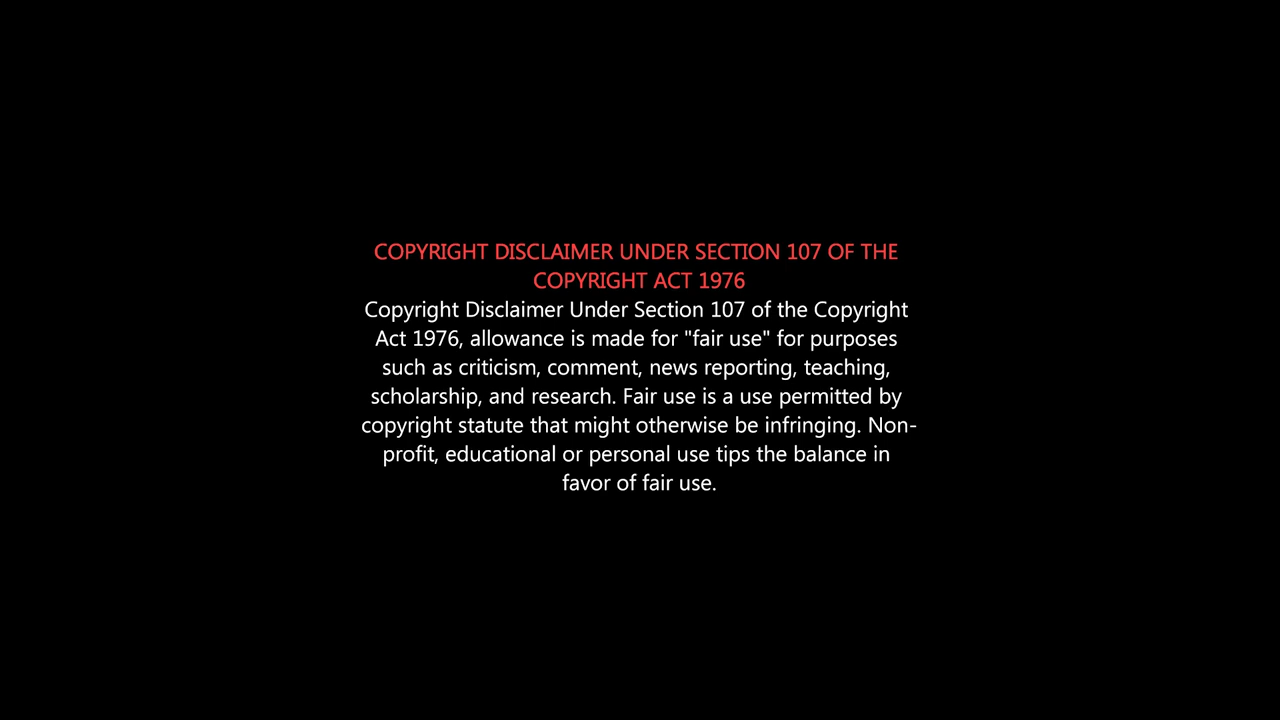 COPYRIGHT DISCLAIMER UNDER SECTION 107 OF THE
COPYRIGHT ACT 1976
Copyright Disclaimer Under Section 107 of the Copyright
Act 1976, allowance is made for "fair use" for purposes
such as criticism, comment, news reporting, teaching,
scholarship, and research. Fair use is a use permitted by
copyright statute that might otherwise be infringing. Non-
profit, educational or personal use tips the balance in
favor of fair use.